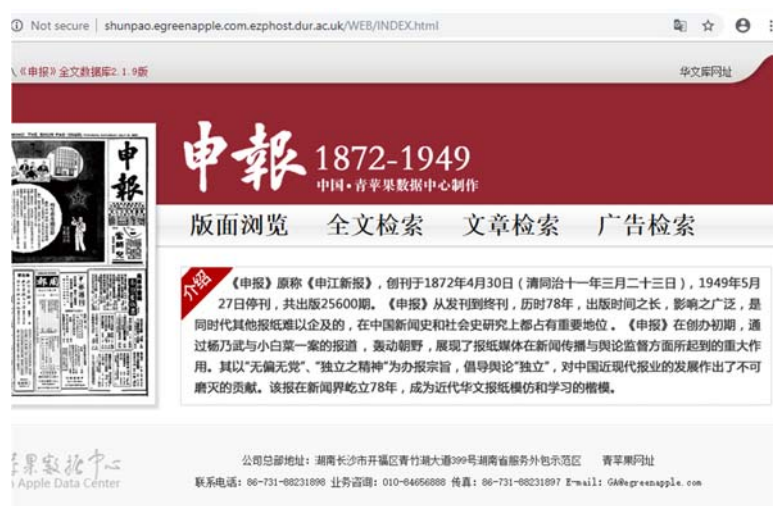 Not secure | shunpao.egreenapple.com.ezphost.dur.ac.uk/WEB/INDEX.html
\《申报》全文数据库2.1.9版
华文库网址
申報
申報 1872-1949
中国•青苹果数据中心制作
版面浏览 全文检索 文章检索 广告检索
介绍
《申报》原称《申江新报》,创刊于1872年4月30日(清同治十一年三月二十三日),1949年5月
27日停刊,共出版25600期。《申报》从发刊到终刊,历时78年,出版时间之长,影响之广泛,是
同时代其他报纸难以企及的,在中国新闻史和社会史研究上都占有重要地位。《申报》在创办初期,通
过杨乃武与小白菜一案的报道,轰动朝野,展现了报纸媒体在新闻传播与舆论监督方面所起到的重大作
用。其以“无偏无党”、“独立之精神”为办报宗旨,倡导舆论“独立”,对中国近现代报业的发展作出了不可
磨灭的贡献。该报在新闻界屹立78年,成为近代华文报纸模仿和学习的楷模。
苹果数据中心
Apple Data Center
公司总部地址:湖南长沙市开福区青竹湖大道399号湖南省服务外包示范区 青苹果网址
联系电话:86-731-88231898 业务咨询:010-84656888 传真:86-731-88231897 E-mail: GA@egreenapple.com